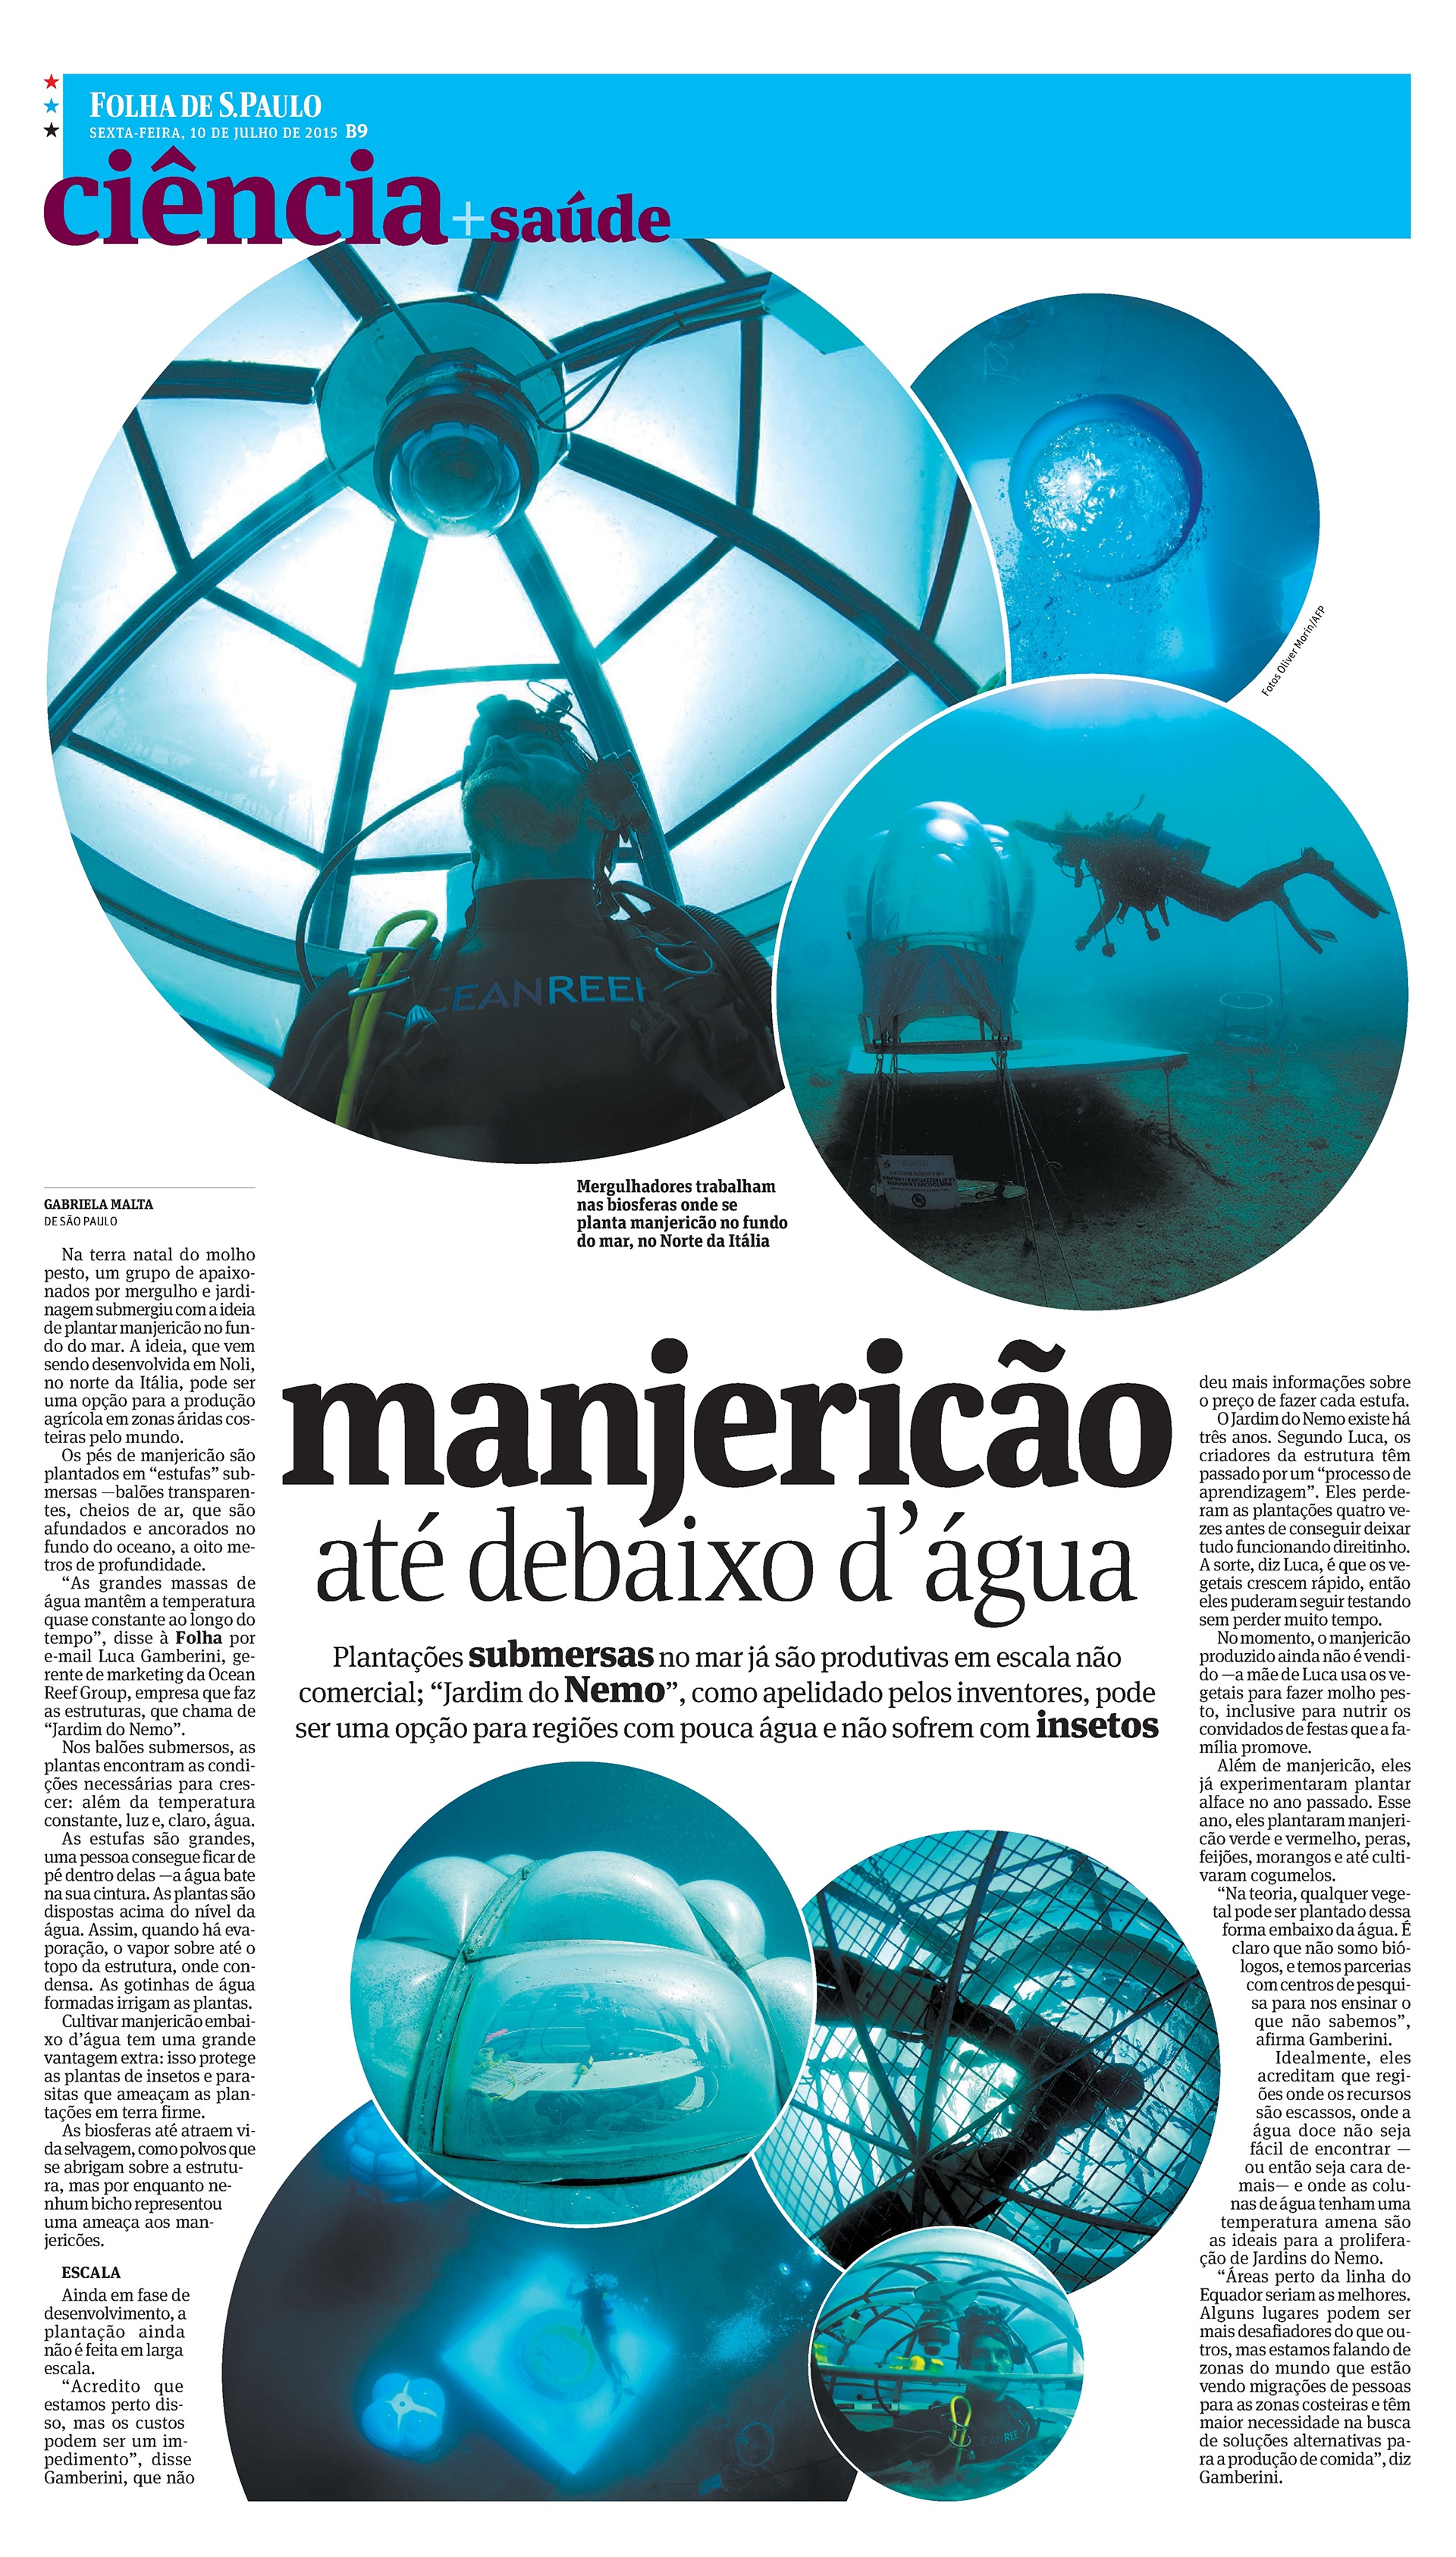 FOLHA DE S.PAULO
SEXTA-FEIRA, 10 DE JULHO DE 2015 B9
ciência+saúde
Fotos Oliver Morin/AFP
CEANREEF
Mergulhadores trabalham
nas biosferas onde se
planta manjericão no fundo
do mar, no Norte da Itália
manjericão
até debaixo d’água
Plantações submersas no mar já são produtivas em escala não
comercial; “Jardim do Nemo”, como apelidado pelos inventores, pode
ser uma opção para regiões com pouca água e não sofrem com insetos
GABRIELA MALTA
DE SÃO PAULO
Na terra natal do molho
pesto, um grupo de apaixo-
nados por mergulho e jardi-
nagem submergiu com a ideia
de plantar manjericão no fun-
do do mar. A ideia, que vem
sendo desenvolvida em Noli,
no norte da Itália, pode ser
uma opção para a produção
agrícola em zonas áridas cos-
teiras pelo mundo.
Os pés de manjericão são
plantados em “estufas” sub-
mersas —balões transparen-
tes, cheios de ar, que são
afundados e ancorados no
fundo do oceano, a oito me-
tros de profundidade.
“As grandes massas de
água mantêm a temperatura
quase constante ao longo do
tempo”, disse à Folha por
e-mail Luca Gamberini, ge-
rente de marketing da Ocean
Reef Group, empresa que faz
as estruturas, que chama de
“Jardim do Nemo”.
Nos balões submersos, as
plantas encontram as condi-
ções necessárias para cres-
cer: além da temperatura
constante, luz e, claro, água.
As estufas são grandes,
uma pessoa consegue ficar de
pé dentro delas —a água bate
na sua cintura. As plantas são
dispostas acima do nível da
água. Assim, quando há eva-
poração, o vapor sobre até o
topo da estrutura, onde con-
densa. As gotinhas de água
formadas irrigam as plantas.
Cultivar manjericão embai-
xo d’água tem uma grande
vantagem extra: isso protege
as plantas de insetos e para-
sitas que ameaçam as plan-
tações em terra firme.
As biosferas até atraem vi-
da selvagem, como polvos que
se abrigam sobre a estrutu-
ra, mas por enquanto ne-
nhum bicho representou
uma ameaça aos man-
jericões.
ESCALA
Ainda em fase de
desenvolvimento, a
plantação ainda
não é feita em larga
escala.
“Acredito que
estamos perto dis-
so, mas os custos
podem ser um im-
pedimento”, disse
Gamberini, que não
deu mais informações sobre
o preço de fazer cada estufa.
O Jardim do Nemo existe há
três anos. Segundo Luca, os
criadores da estrutura têm
passado por um “processo de
aprendizagem”. Eles perde-
ram as plantações quatro ve-
zes antes de conseguir deixar
tudo funcionando direitinho.
A sorte, diz Luca, é que os ve-
getais crescem rápido, então
eles puderam seguir testando
sem perder muito tempo.
No momento, o manjericão
produzido ainda não é vendi-
do —a mãe de Luca usa os ve-
getais para fazer molho pes-
to, inclusive para nutrir os
convidados de festas que a fa-
mília promove.
Além de manjericão, eles
já experimentaram plantar
alface no ano passado. Esse
ano, eles plantaram manjeri-
cão verde e vermelho, peras,
feijões, morangos e até culti-
varam cogumelos.
“Na teoria, qualquer vege-
tal pode ser plantado dessa
forma embaixo da água. É
claro que não somo bió-
logos, e temos parcerias
com centros de pesqui-
sa para nos ensinar o
que não sabemos”,
afirma Gamberini.
Idealmente, eles
acreditam que regi-
ões onde os recursos
são escassos, onde a
água doce não seja
fácil de encontrar —
ou então seja cara de-
mais— e onde as colu-
nas de água tenham uma
temperatura amena são
as ideais para a prolifera-
ção de Jardins do Nemo.
“Áreas perto da linha do
Equador seriam as melhores.
Alguns lugares podem ser
mais desafiadores do que ou-
tros, mas estamos falando de
zonas do mundo que estão
vendo migrações de pessoas
para as zonas costeiras e têm
maior necessidade na busca
de soluções alternativas pa-
ra a produção de comida”, diz
Gamberini.